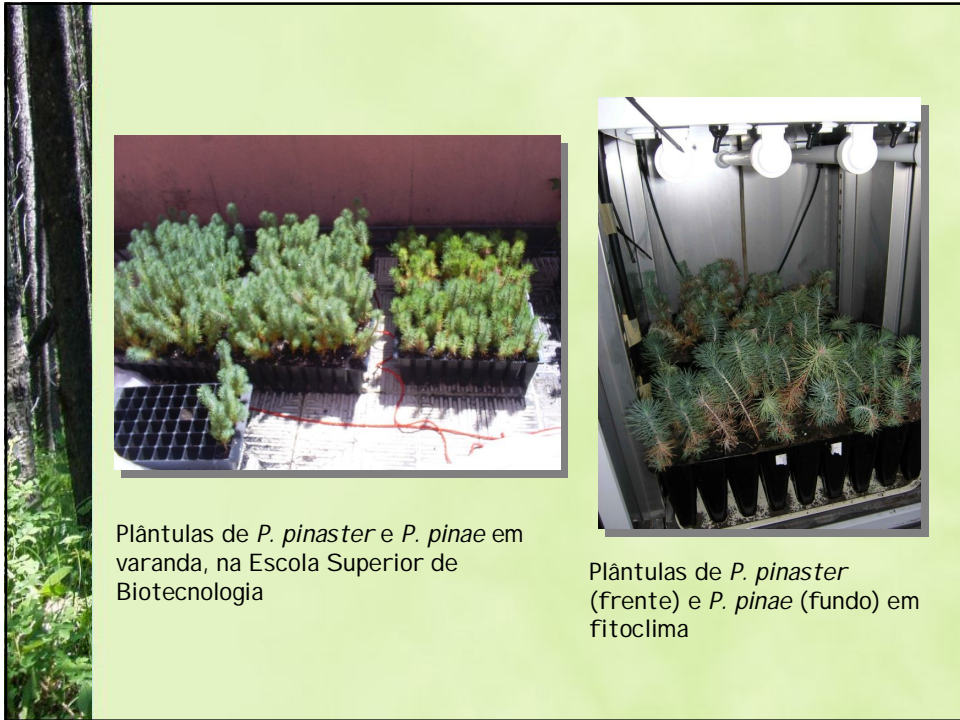 Plântulas de P. pinaster e P. pinae em
varanda, na Escola Superior de
Biotecnologia
Plântulas de P. pinaster
(frente) e P. pinae (fundo) em
fitoclima